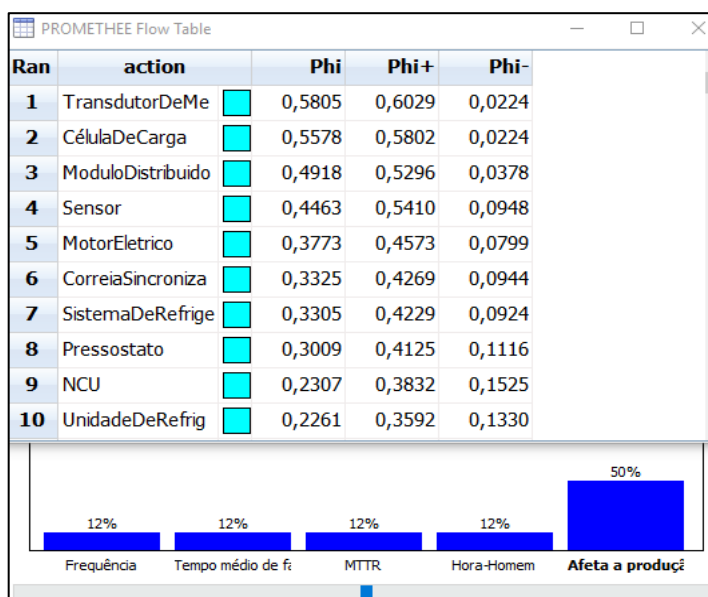 PROMETHEE Flow Table
Ran action Phi Phi+ Phi-
1 TransdutorDeMe 0,5805 0,6029 0,0224
2 CélulaDeCarga 0,5578 0,5802 0,0224
3 ModuloDistribuido 0,4918 0,5296 0,0378
4 Sensor 0,4463 0,5410 0,0948
5 MotorEletrico 0,3773 0,4573 0,0799
6 CorreiaSincroniza 0,3325 0,4269 0,0944
7 SistemaDeRefrige 0,3305 0,4229 0,0924
8 Pressostato 0,3009 0,4125 0,1116
9 NCU 0,2307 0,3832 0,1525
10 UnidadeDeRefrig 0,2261 0,3592 0,1330
12% 12% 12% 12% 50%
Frequência Tempo médio de fa MTTR Hora-Homem Afeta a produçã